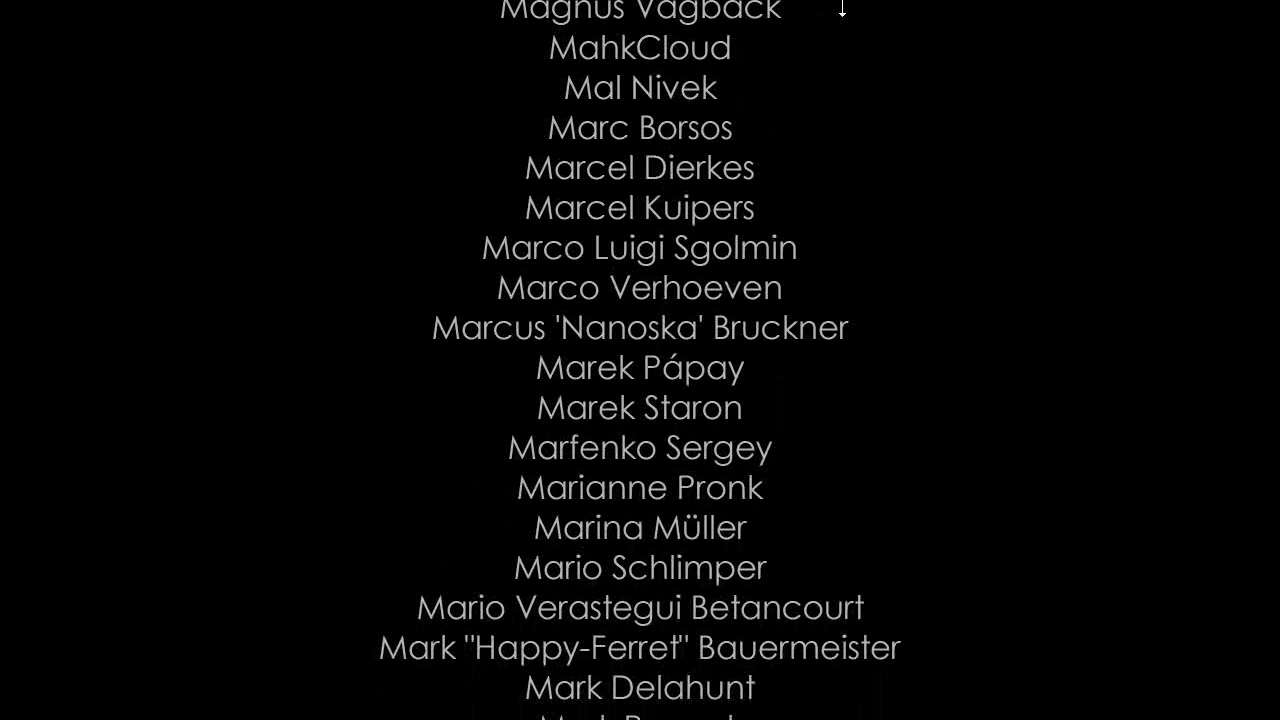 Magnus Vagback
MahkCloud
Mal Nivek
Marc Borsos
Marcel Dierkes
Marcel Kuipers
Marco Luigi Sgolmin
Marco Verhoeven
Marcus 'Nanoska' Bruckner
Marek Pápay
Marek Staron
Marfenko Sergey
Marianne Pronk
Marina Müller
Mario Schlimper
Mario Verastegui Betancourt
Mark "Happy-Ferret" Bauermeister
Mark Delahunt